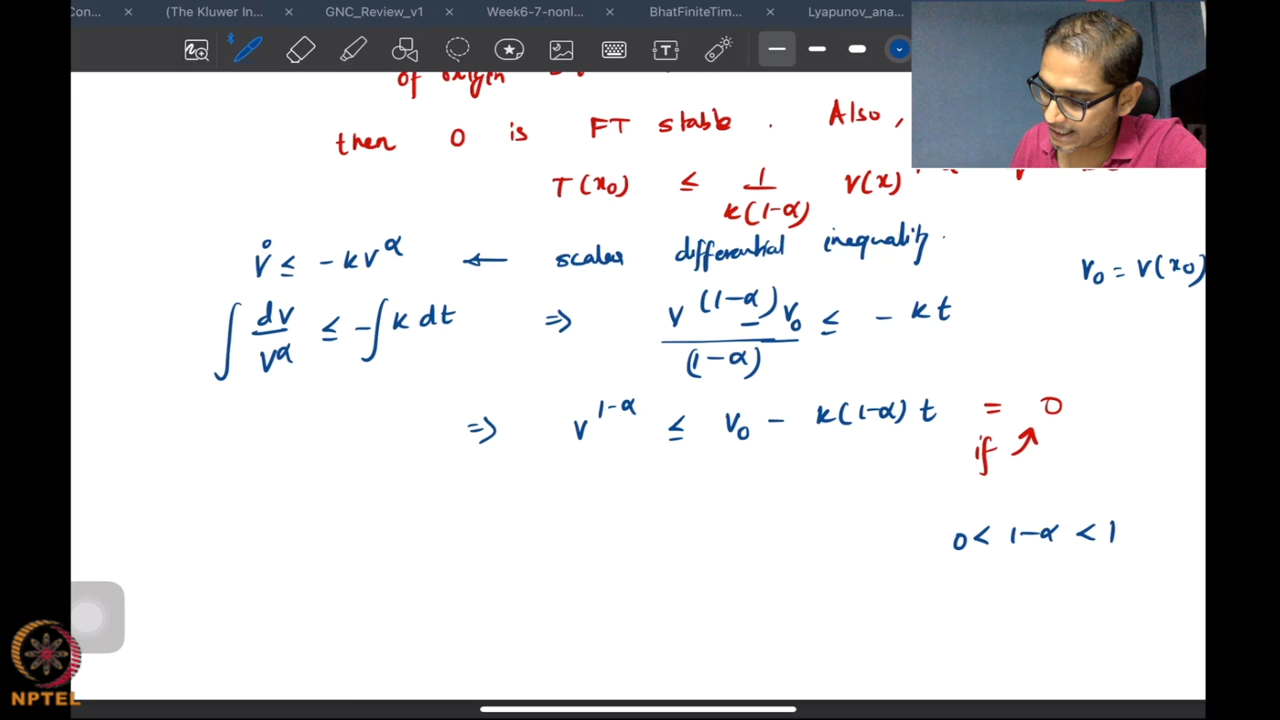 Con... (The Kluwer In... GNC_Review_v1 Week6-7-nonl... BhatFiniteTim... Lyapunov_ana...
of origin
then 0 is FT stable . Also,
T(x₀) ≤ 1/k(1-α) V(x)
V̇ ≤ -kV^α ← scalar differential inequality.
V₀ = V(x₀)
∫ dV/V^α ≤ -∫ k dt ⇒ V^(1-α) - V₀/(1-α) ≤ - kt
⇒ V^1-α ≤ V₀ - k(1-α) t = 0
if ↗
0 < 1-α < 1
NPTEL